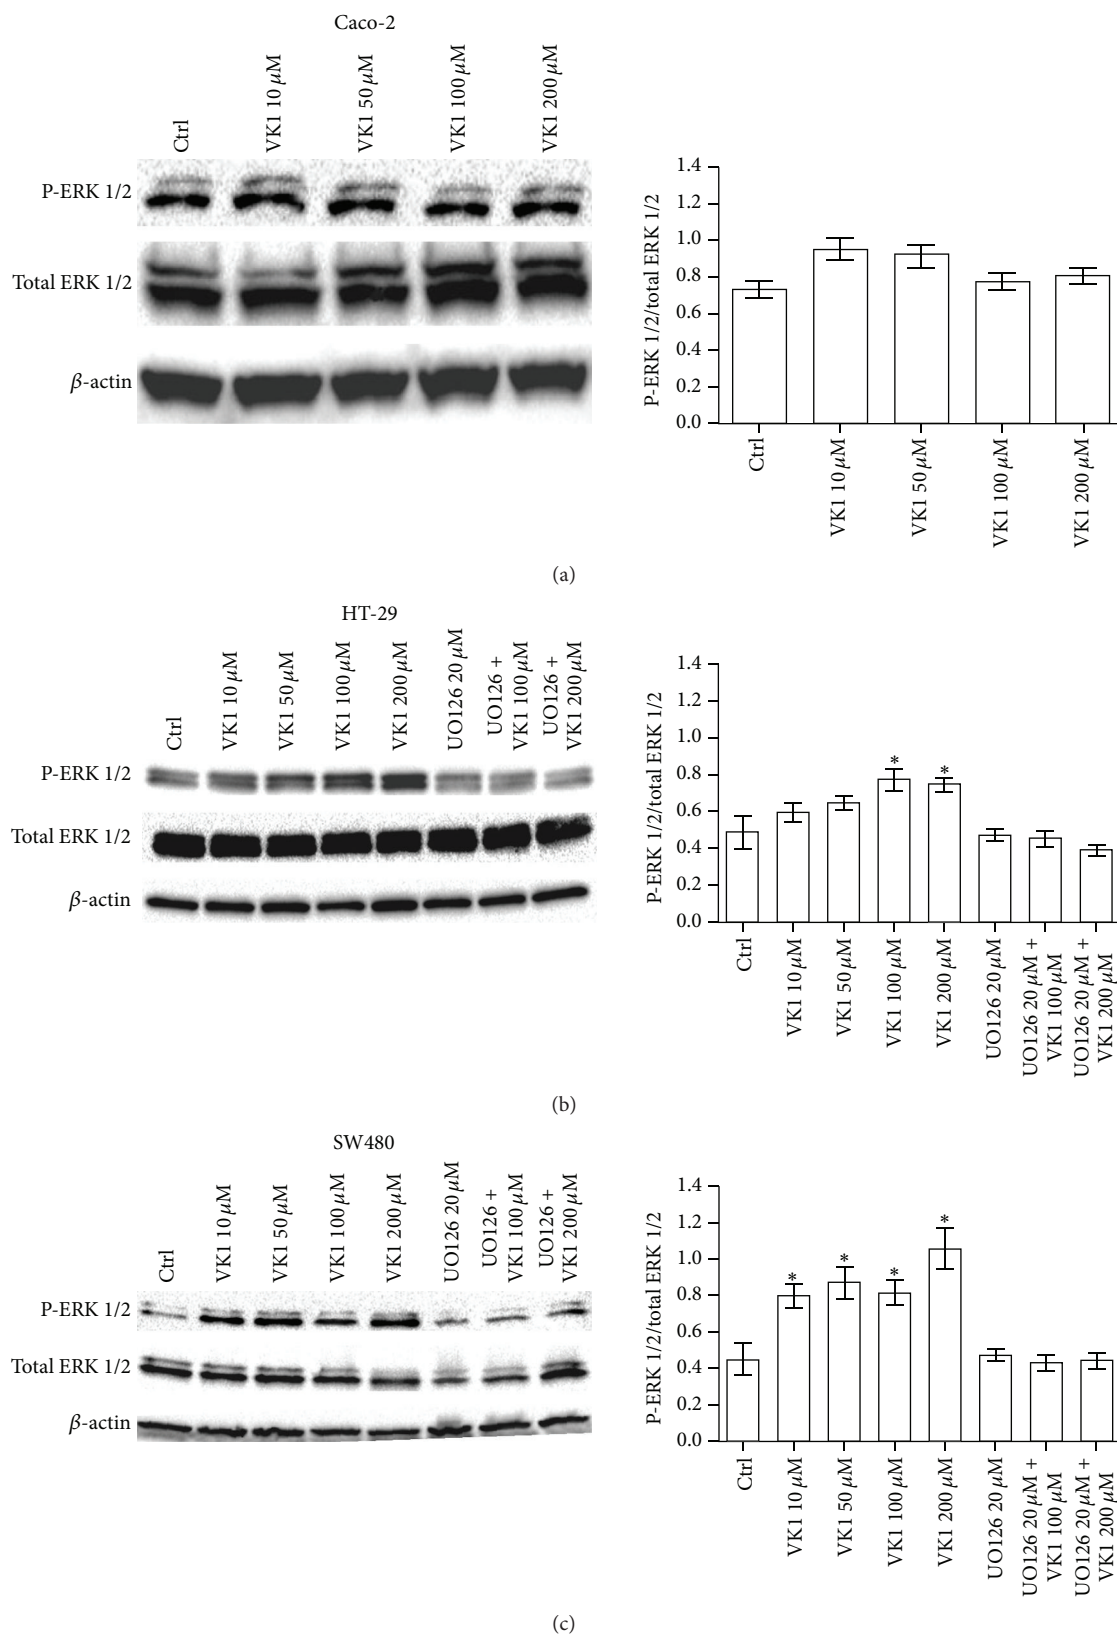 Caco-2
Ctrl
VK1 10 μM
VK1 50 μM
VK1 100 μM
VK1 200 μM
P-ERK 1/2
Total ERK 1/2
β-actin
P-ERK 1/2/total ERK 1/2
1.4
1.2
1.0
0.8
0.6
0.4
0.2
0.0
Ctrl
VK1 10 μM
VK1 50 μM
VK1 100 μM
VK1 200 μM
(a)
HT-29
Ctrl
VK1 10 μM
VK1 50 μM
VK1 100 μM
VK1 200 μM
UO126 20 μM
UO126 +
VK1 100 μM
UO126 +
VK1 200 μM
P-ERK 1/2
Total ERK 1/2
β-actin
P-ERK 1/2/total ERK 1/2
1.4
1.2
1.0
0.8
0.6
0.4
0.2
0.0
*
*
Ctrl
VK1 10 μM
VK1 50 μM
VK1 100 μM
VK1 200 μM
UO126 20 μM
UO126 20 μM +
VK1 100 μM
UO126 20 μM +
VK1 200 μM
(b)
SW480
Ctrl
VK1 10 μM
VK1 50 μM
VK1 100 μM
VK1 200 μM
UO126 20 μM
UO126 +
VK1 100 μM
UO126 +
VK1 200 μM
P-ERK 1/2
Total ERK 1/2
β-actin
P-ERK 1/2/total ERK 1/2
1.4
1.2
1.0
0.8
0.6
0.4
0.2
0.0
*
*
*
*
Ctrl
VK1 10 μM
VK1 50 μM
VK1 100 μM
VK1 200 μM
UO126 20 μM
UO126 20 μM +
VK1 100 μM
UO126 20 μM +
VK1 200 μM
(c)